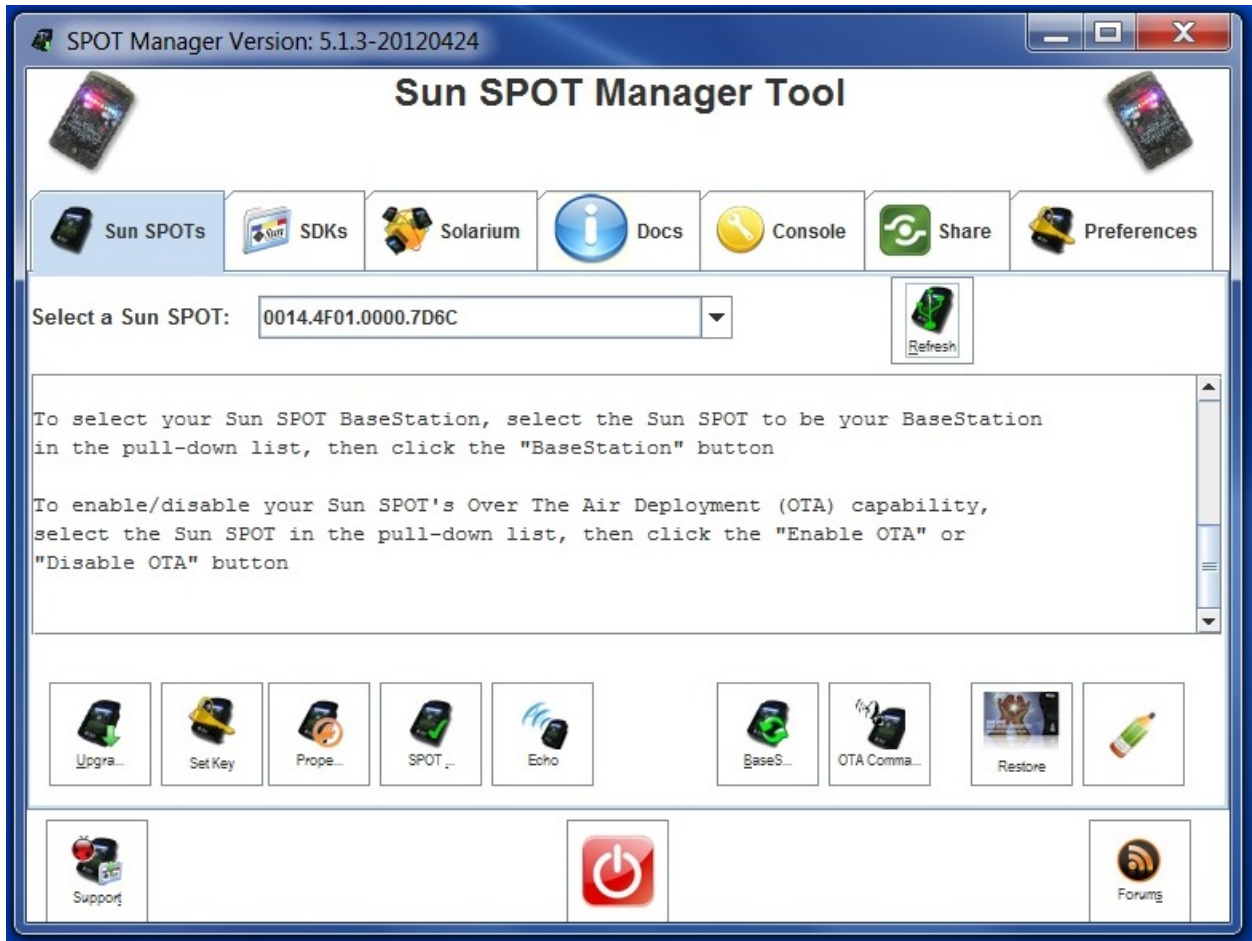 SPOT Manager Version: 5.1.3-20120424
Sun SPOT Manager Tool
Sun SPOTs
Sun
SDKs
Solarium
Docs
Console
Share
Preferences
Select a Sun SPOT:
0014.4F01.0000.7D6C
Refresh
To select your Sun SPOT BaseStation, select the Sun SPOT to be your BaseStation
in the pull-down list, then click the "BaseStation" button
To enable/disable your Sun SPOT's Over The Air Deployment (OTA) capability,
select the Sun SPOT in the pull-down list, then click the "Enable OTA" or
"Disable OTA" button
Upgra...
Set Key
Prope...
SPOT ...
Echo
BaseS...
OTA Comma...
Restore
Support
Forums